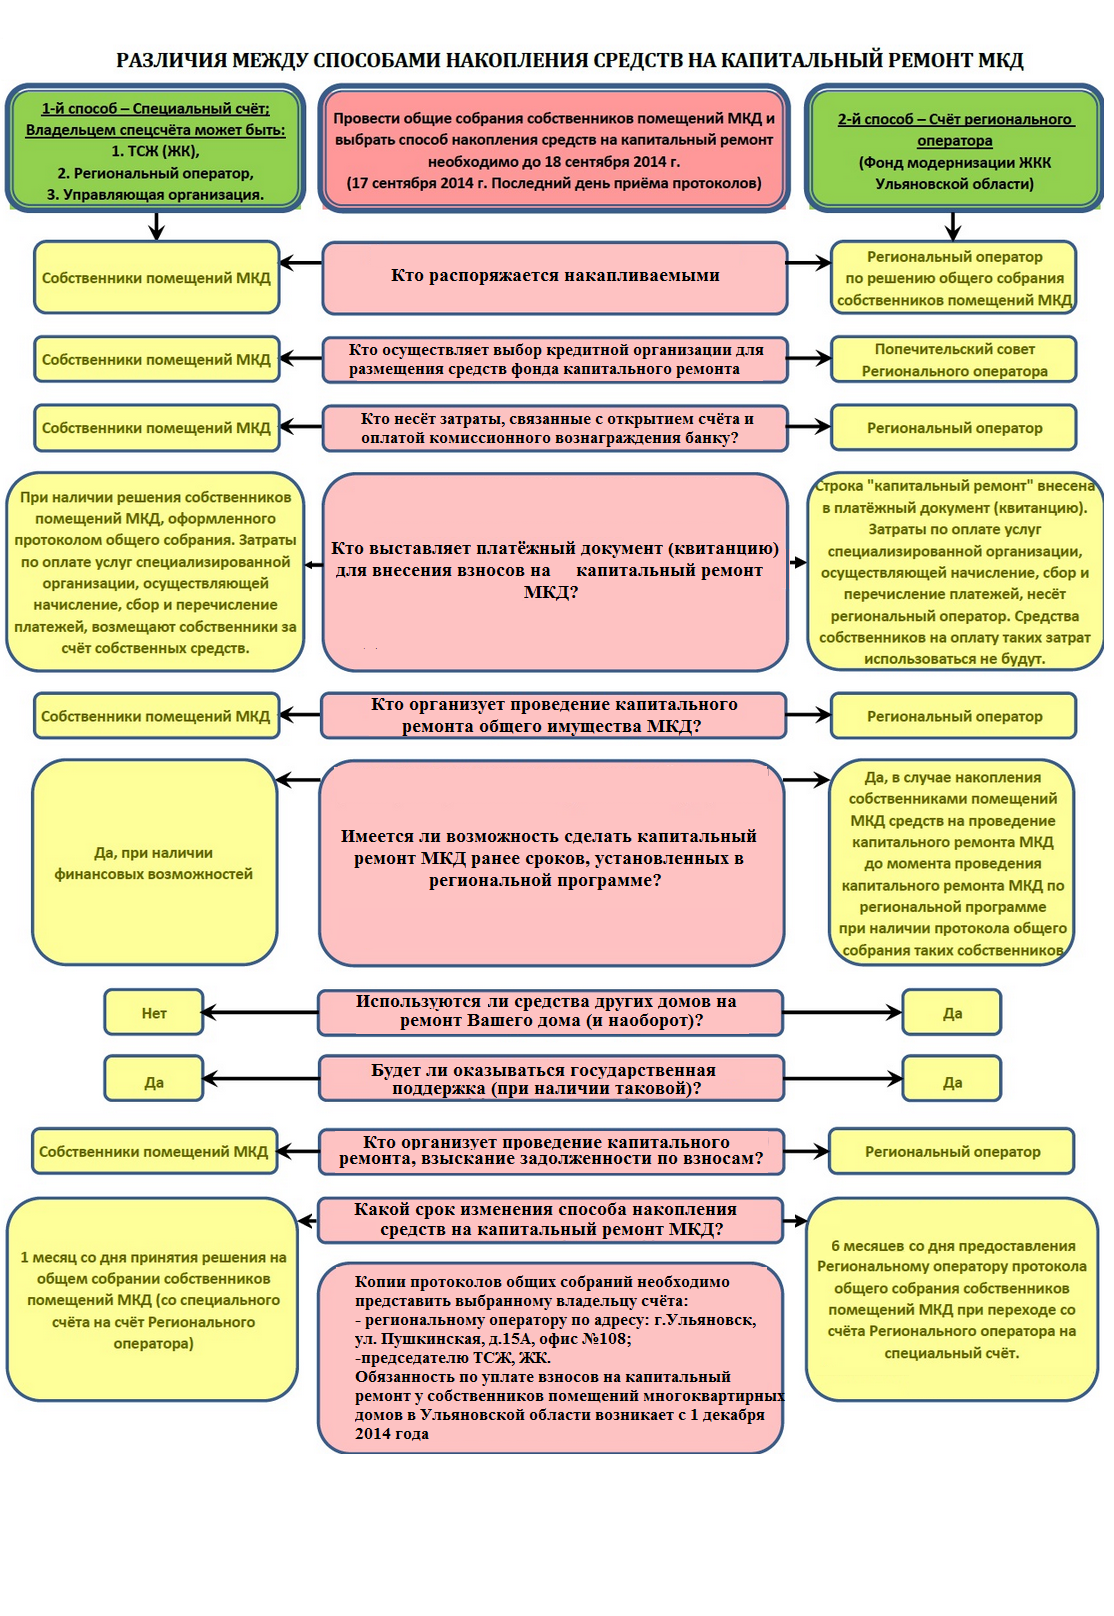 РАЗЛИЧИЯ МЕЖДУ СПОСОБАМИ НАКОПЛЕНИЯ СРЕДСТВ НА КАПИТАЛЬНЫЙ РЕМОНТ МКД
1-й способ – Специальный счёт;
Владельцем спецсчёта может быть:
1. ТСЖ (ЖК),
2. Региональный оператор,
3. Управляющая организация.
Провести общие собрания собственников помещений МКД и
выбрать способ накопления средств на капитальный ремонт
необходимо до 18 сентября 2014 г.
(17 сентября 2014 г. Последний день приёма протоколов)
2-й способ – Счёт регионального
оператора
(Фонд модернизации ЖКК
Ульяновской области)
Собственники помещений МКД
Кто распоряжается накапливаемыми
Региональный оператор
по решению общего собрания
собственников помещений МКД
Собственники помещений МКД
Кто осуществляет выбор кредитной организации для
размещения средств фонда капитального ремонта
Попечительский совет
Регионального оператора
Собственники помещений МКД
Кто несёт затраты, связанные с открытием счёта и
оплатой комиссионного вознаграждения банку?
Региональный оператор
При наличии решения собственников
помещений МКД, оформленного
протоколом общего собрания. Затраты
по оплате услуг специализированной
организации, осуществляющей
начисление, сбор и перечисление
платежей, возмещают собственники за
счёт собственных средств.
Кто выставляет платёжный документ (квитанцию)
для внесения взносов на капитальный ремонт
МКД?
Строка "капитальный ремонт" внесена
в платёжный документ (квитанцию).
Затраты по оплате услуг
специализированной организации,
осуществляющей начисление, сбор и
перечисление платежей, несёт
региональный оператор. Средства
собственников на оплату таких затрат
использоваться не будут.
Собственники помещений МКД
Кто организует проведение капитального
ремонта общего имущества МКД?
Региональный оператор
Да, при наличии
финансовых возможностей
Имеется ли возможность сделать капитальный
ремонт МКД ранее сроков, установленных в
региональной программе?
Да, в случае накопления
собственниками помещений
МКД средств на проведение
капитального ремонта МКД
до момента проведения
капитального ремонта МКД по
региональной программе
при наличии протокола общего
собрания таких собственников
Нет
Используются ли средства других домов на
ремонт Вашего дома (и наоборот)?
Да
Да
Будет ли оказываться государственная
поддержка (при наличии таковой)?
Да
Собственники помещений МКД
Кто организует проведение капитального
ремонта, взыскание задолженности по взносам?
Региональный оператор
1 месяц со дня принятия решения на
общем собрании собственников
помещений МКД (со специального
счёта на счёт Регионального
оператора)
Какой срок изменения способа накопления
средств на капитальный ремонт МКД?
6 месяцев со дня предоставления
Региональному оператору протокола
общего собрания собственников
помещений МКД при переходе со
счёта Регионального оператора на
специальный счёт.
Копии протоколов общих собраний необходимо
представить выбранному владельцу счёта:
- региональному оператору по адресу: г.Ульяновск,
ул. Пушкинская, д.15А, офис №108;
-председателю ТСЖ, ЖК.
Обязанность по уплате взносов на капитальный
ремонт у собственников помещений многоквартирных
домов в Ульяновской области возникает с 1 декабря
2014 года